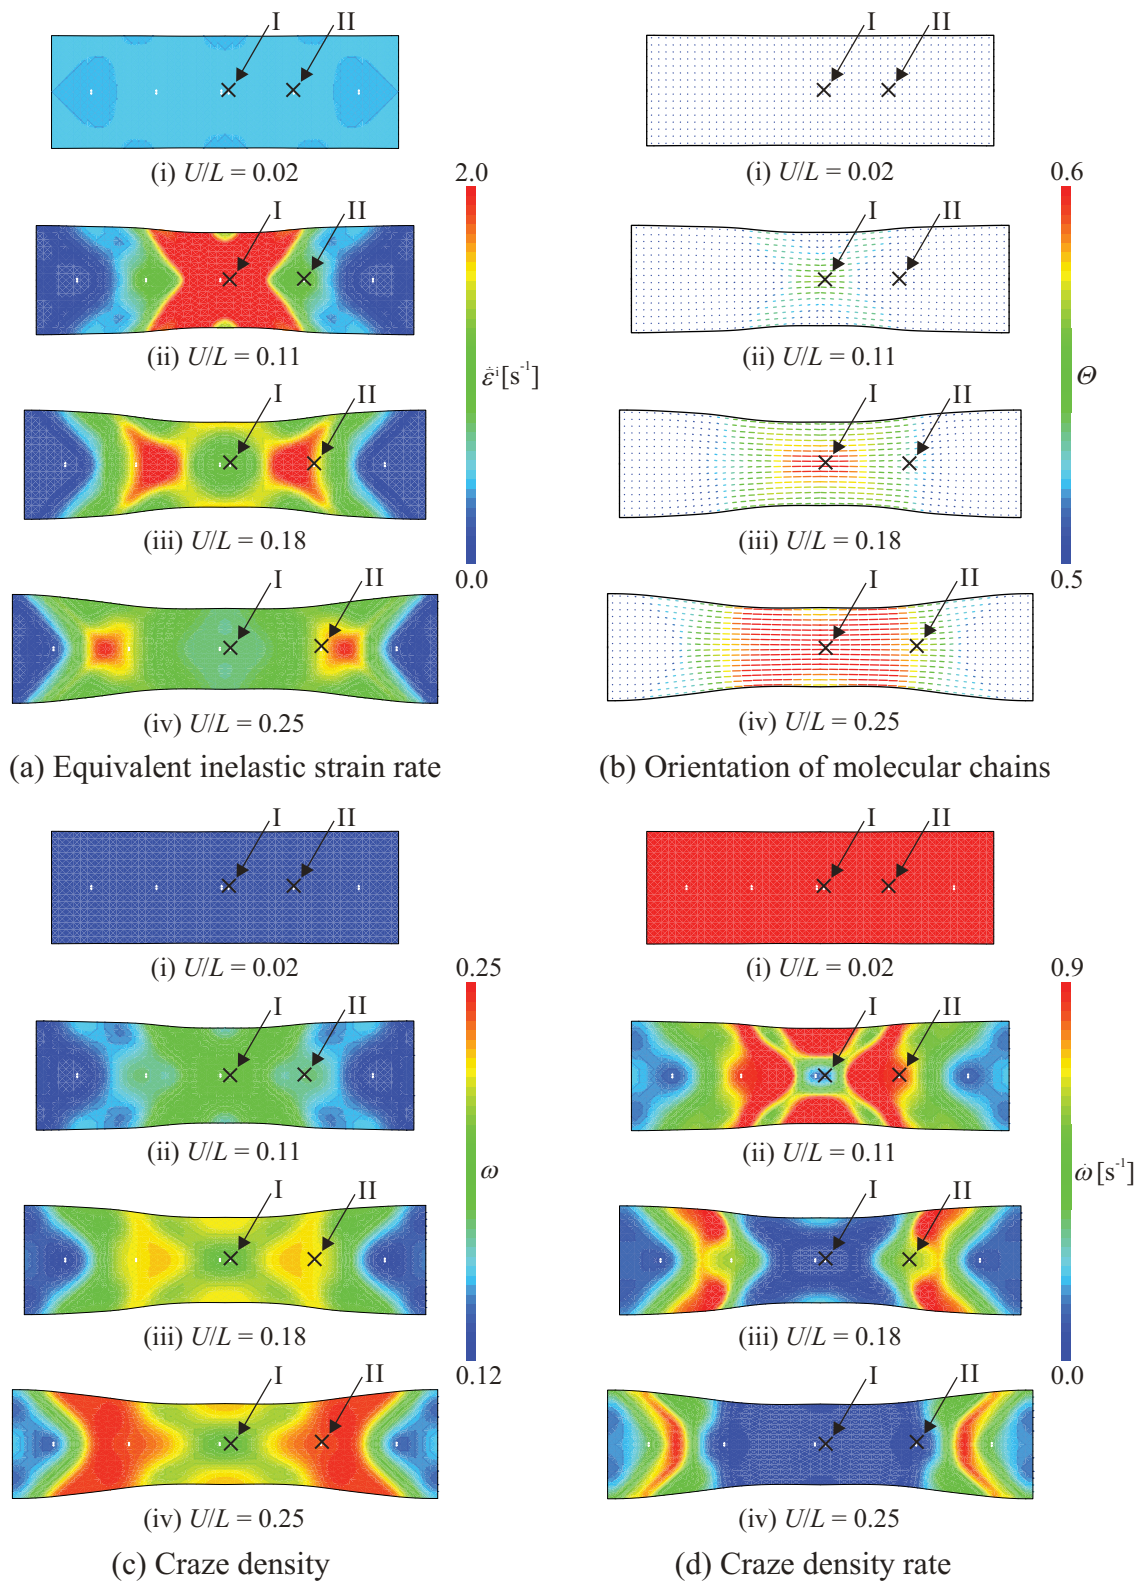 I II
(i) U/L = 0.02
2.0
I II
(ii) U/L = 0.11
ε̇ⁱ [s⁻¹]
I II
(iii) U/L = 0.18
0.0
I II
(iv) U/L = 0.25
(a) Equivalent inelastic strain rate
I II
(i) U/L = 0.02
0.6
I II
(ii) U/L = 0.11
Θ
I II
(iii) U/L = 0.18
0.5
I II
(iv) U/L = 0.25
(b) Orientation of molecular chains
I II
(i) U/L = 0.02
0.25
I II
(ii) U/L = 0.11
ω
I II
(iii) U/L = 0.18
0.12
I II
(iv) U/L = 0.25
(c) Craze density
I II
(i) U/L = 0.02
0.9
I II
(ii) U/L = 0.11
ω̇ [s⁻¹]
I II
(iii) U/L = 0.18
0.0
I II
(iv) U/L = 0.25
(d) Craze density rate